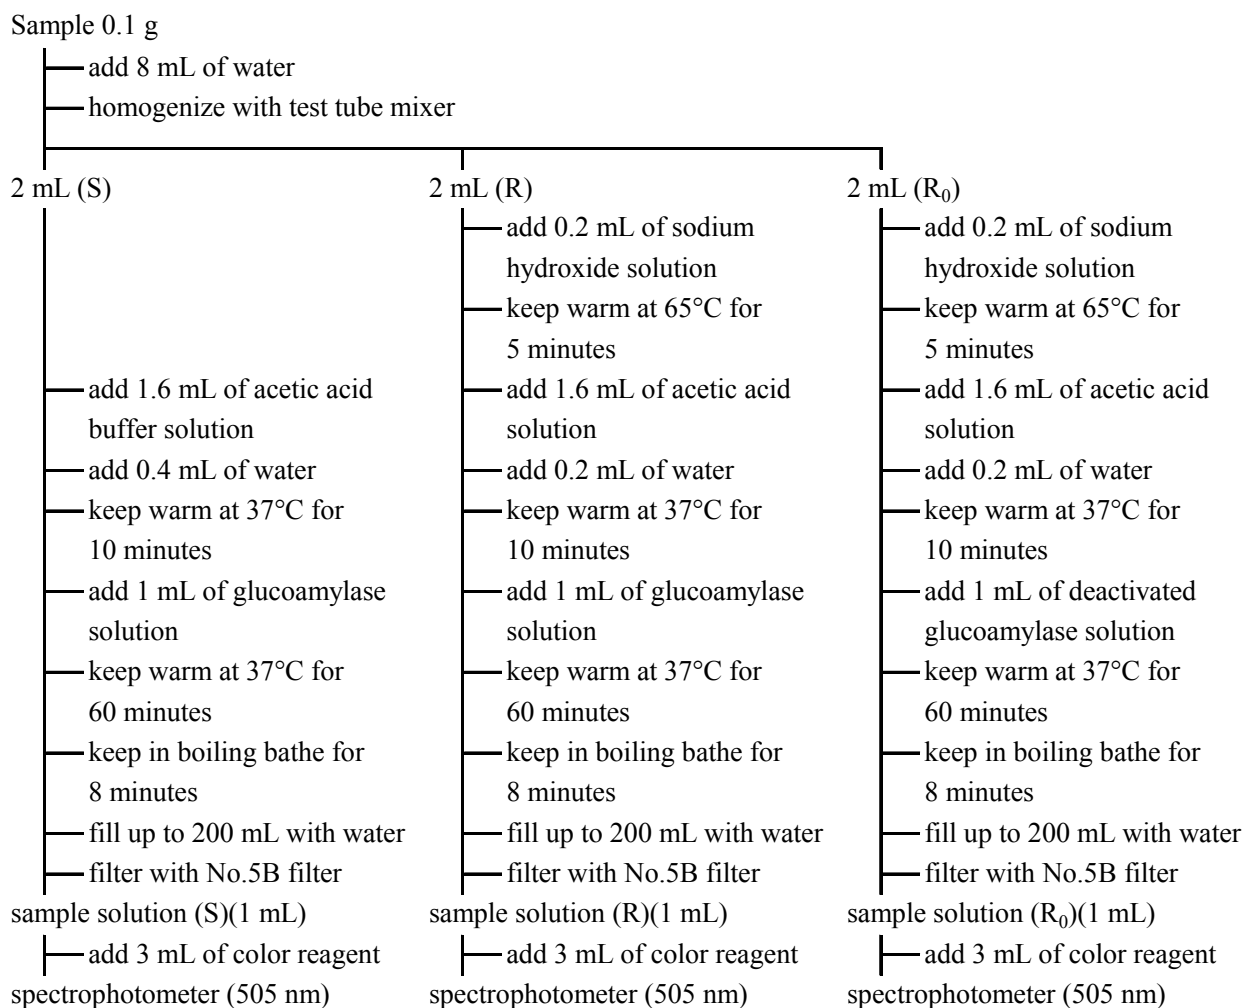 Sample 0.1 g
add 8 mL of water
homogenize with test tube mixer
2 mL (S)
add 1.6 mL of acetic acid
buffer solution
add 0.4 mL of water
keep warm at 37°C for
10 minutes
add 1 mL of glucoamylase
solution
keep warm at 37°C for
60 minutes
keep in boiling bathe for
8 minutes
fill up to 200 mL with water
filter with No.5B filter
sample solution (S)(1 mL)
add 3 mL of color reagent
spectrophotometer (505 nm)
2 mL (R)
add 0.2 mL of sodium
hydroxide solution
keep warm at 65°C for
5 minutes
add 1.6 mL of acetic acid
solution
add 0.2 mL of water
keep warm at 37°C for
10 minutes
add 1 mL of glucoamylase
solution
keep warm at 37°C for
60 minutes
keep in boiling bathe for
8 minutes
fill up to 200 mL with water
filter with No.5B filter
sample solution (R)(1 mL)
add 3 mL of color reagent
spectrophotometer (505 nm)
2 mL (R₀)
add 0.2 mL of sodium
hydroxide solution
keep warm at 65°C for
5 minutes
add 1.6 mL of acetic acid
solution
add 0.2 mL of water
keep warm at 37°C for
10 minutes
add 1 mL of deactivated
glucoamylase solution
keep warm at 37°C for
60 minutes
keep in boiling bathe for
8 minutes
fill up to 200 mL with water
filter with No.5B filter
sample solution (R₀)(1 mL)
add 3 mL of color reagent
spectrophotometer (505 nm)